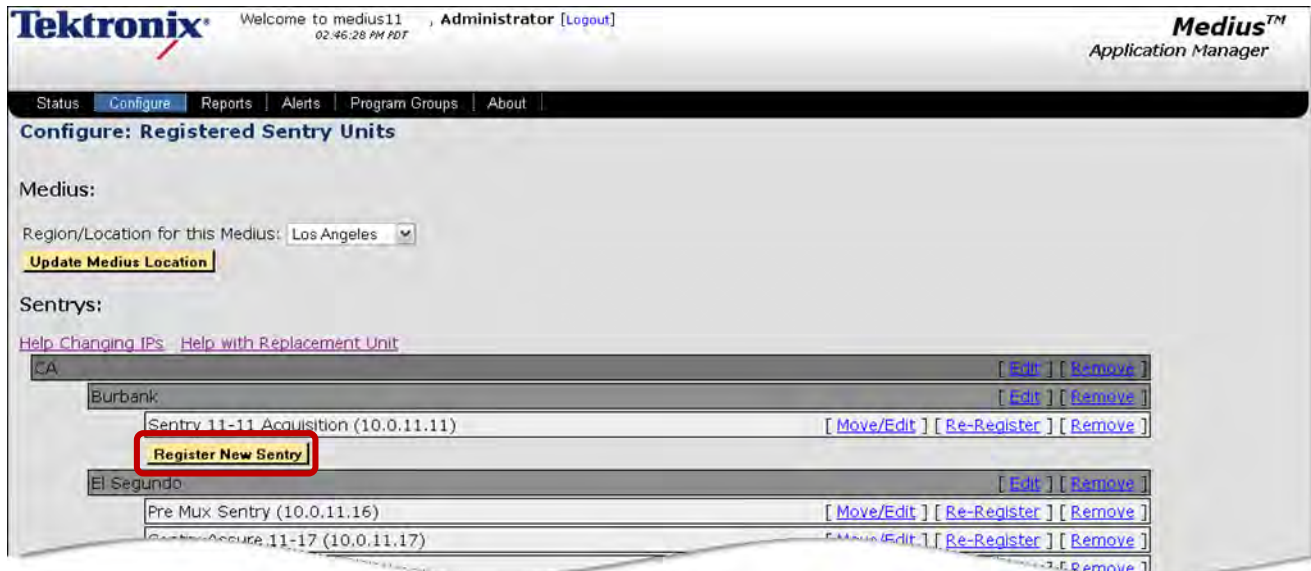 Tektronix
Welcome to medius11 , Administrator [Logout]
02:46:28 PM PDT
Medius™
Application Manager
Status Configure Reports Alerts Program Groups About
Configure: Registered Sentry Units
Medius:
Region/Location for this Medius: Los Angeles
Update Medius Location
Sentrys:
Help Changing IPs Help with Replacement Unit
CA [ Edit ] [ Remove ]
Burbank [ Edit ] [ Remove ]
Sentry 11-11 Acquisition (10.0.11.11) [ Move/Edit ] [ Re-Register ] [ Remove ]
Register New Sentry
El Segundo [ Edit ] [ Remove ]
Pre Mux Sentry (10.0.11.16) [ Move/Edit ] [ Re-Register ] [ Remove ]
11-17 (10.0.11.17) [ Move/Edit ] [ Re-Register ] [ Remove ]
Remove ]